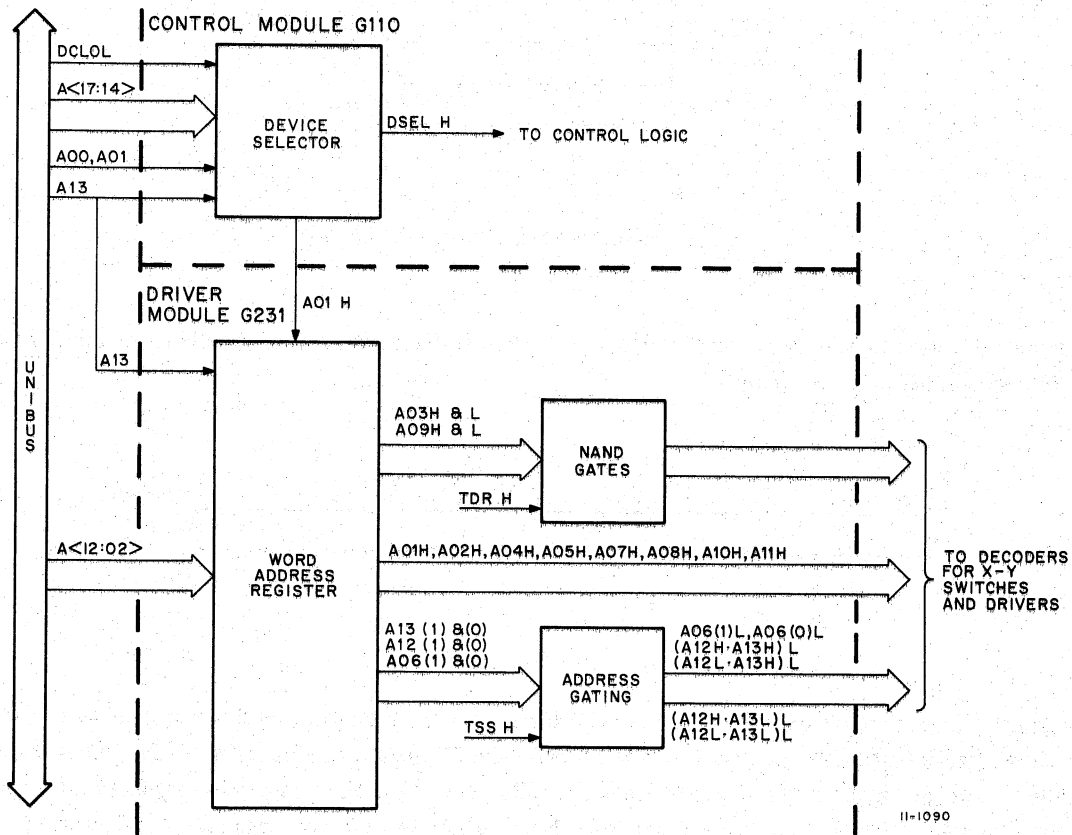 CONTROL MODULE G110
DCLOL
A<17:14>
A00,A01
A13
DEVICE
SELECTOR
DSEL H
TO CONTROL LOGIC
DRIVER
MODULE G231
A01 H
A13
UNIBUS
A03H & L
A09H & L
NAND
GATES
TDR H
A<12:02>
WORD
ADDRESS
REGISTER
A01H,A02H,A04H,A05H,A07H,A08H,A10H,A11H
TO DECODERS
FOR X-Y
SWITCHES
AND DRIVERS
A13 (1) &(0)
A12 (1) &(0)
A06 (1) &(0)
ADDRESS
GATING
TSS H
A06(1)L,A06(0)L
(A12H·A13H) L
(A12L·A13H) L
(A12H·A13L)L
(A12L·A13L)L
11-1090